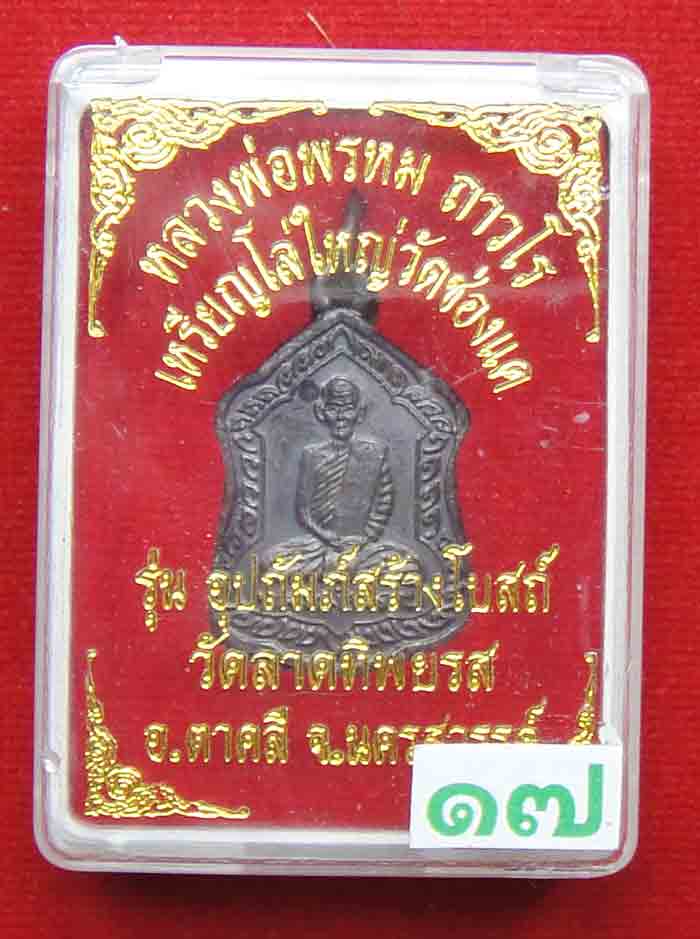 หลวงพ่อพรหม ถาวโร
เหรียญโล่ใหญ่วัดช่องแค
รุ่น อุปถัมภ์สร้างโบสถ์
วัดลาดทิพยรส
อ.ตาคลี จ.นครสวรรค์
๑๗